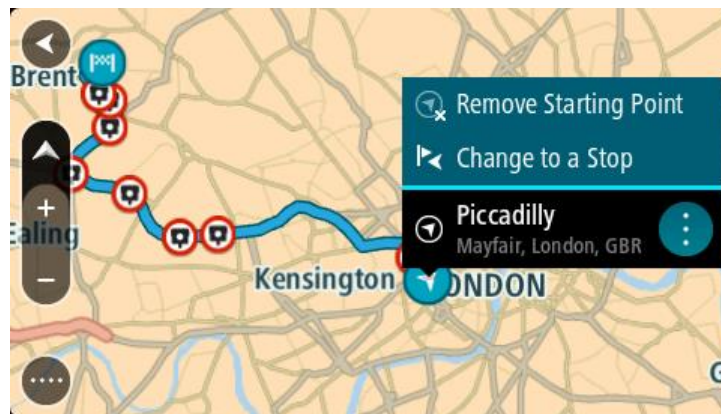 Brent
Remove Starting Point
Change to a Stop
Piccadilly
Mayfair, London, GBR
Ealing
Kensington
ONDON
G